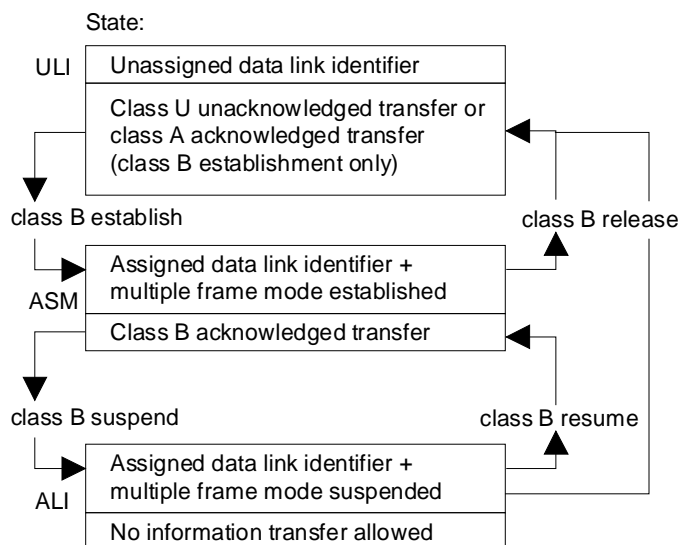 State:
ULI
Unassigned data link identifier
Class U unacknowledged transfer or
class A acknowledged transfer
(class B establishment only)
class B establish
class B release
Assigned data link identifier +
multiple frame mode established
ASM
Class B acknowledged transfer
class B suspend
class B resume
Assigned data link identifier +
multiple frame mode suspended
ALI
No information transfer allowed